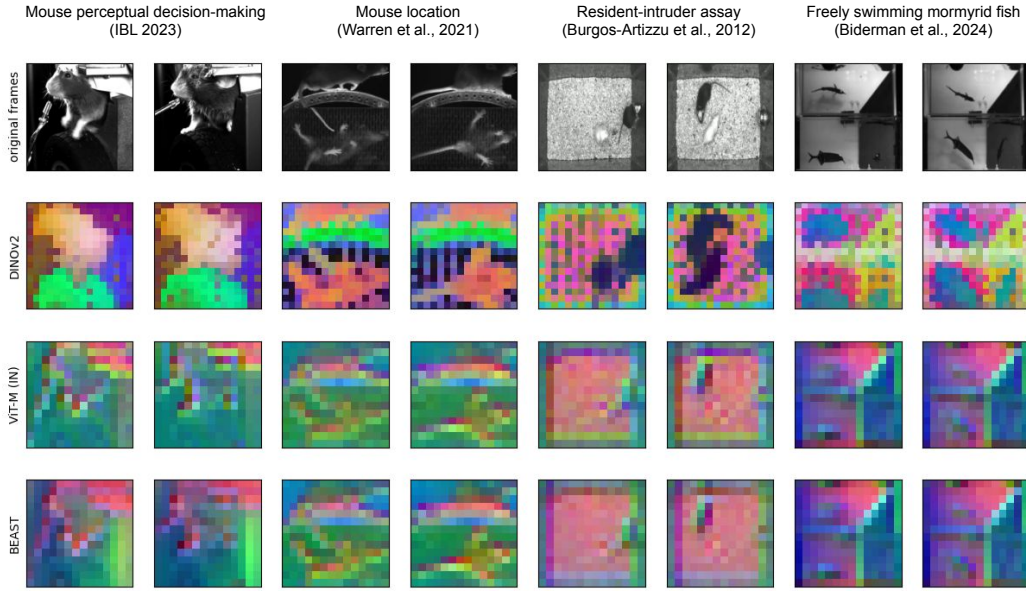 Mouse perceptual decision-making
(IBL 2023)
Mouse location
(Warren et al., 2021)
Resident-intruder assay
(Burgos-Artizzu et al., 2012)
Freely swimming mormyrid fish
(Biderman et al., 2024)
original frames
DINOv2
ViT-M (IN)
BEAST